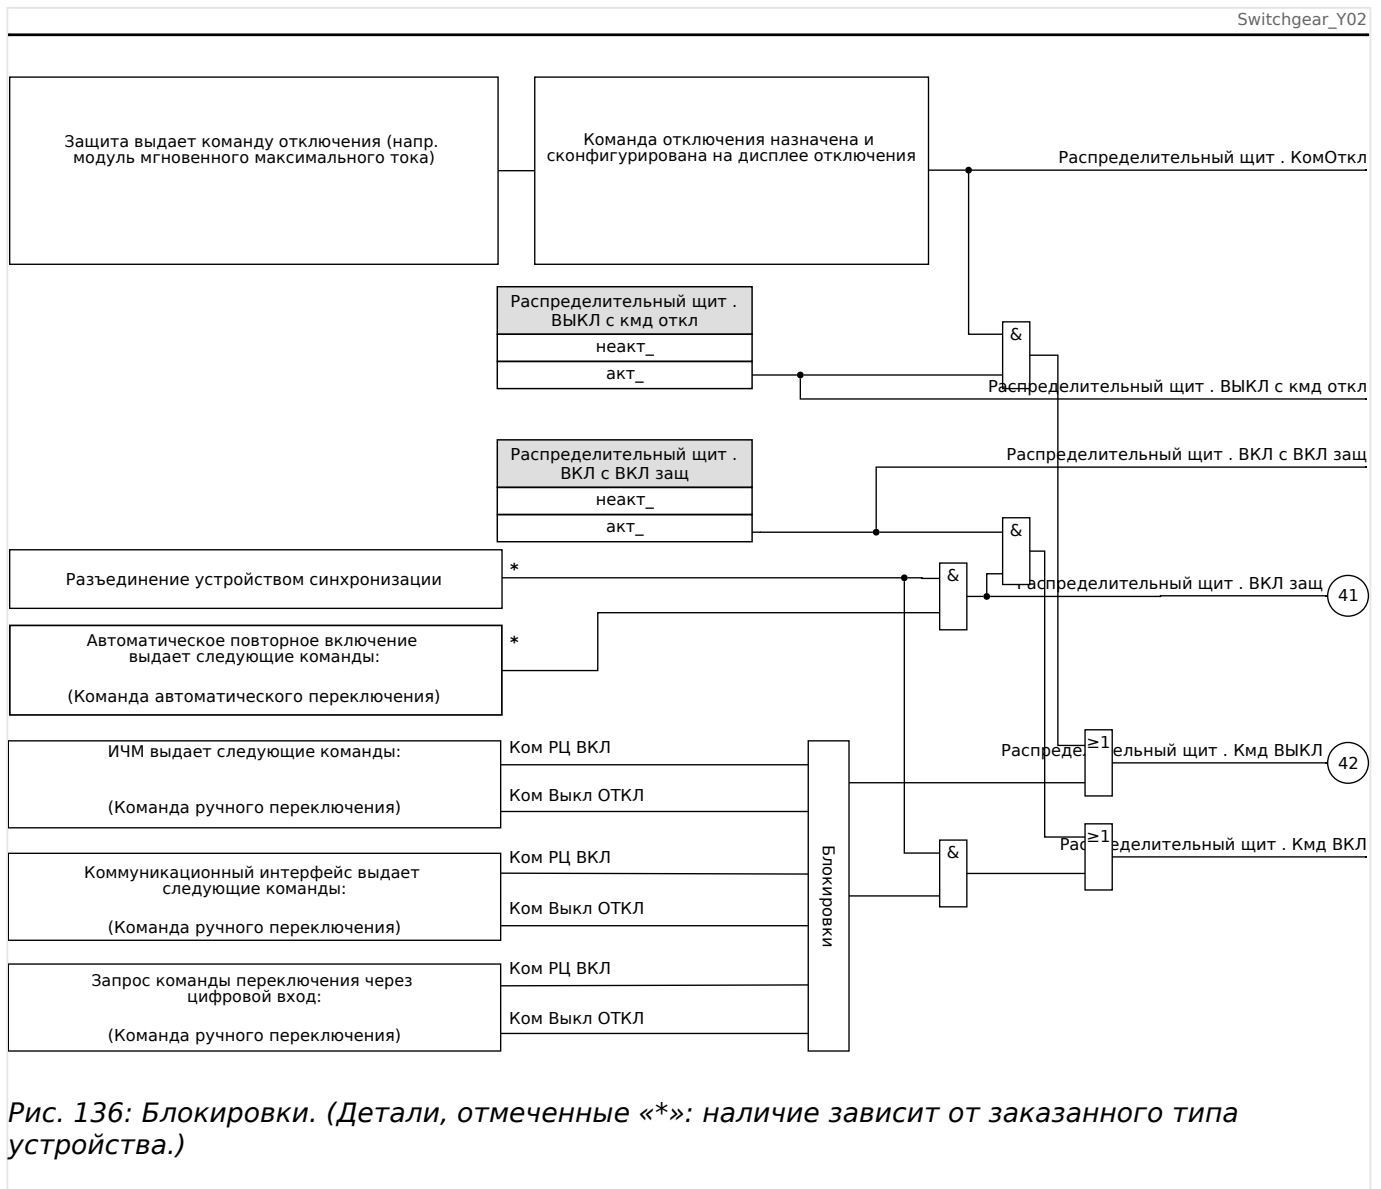 Switchgear_Y02
Защита выдает команду отключения (напр.
модуль мгновенного максимального тока)
Команда отключения назначена и
сконфигурирована на дисплее отключения
Распределительный щит . КомОткл
Распределительный щит .
ВЫКЛ с кмд откл
неакт_
акт_
&
Распределительный щит . ВЫКЛ с кмд откл
Распределительный щит .
ВКЛ с ВКЛ защ
неакт_
акт_
Распределительный щит . ВКЛ с ВКЛ защ
&
Разъединение устройством синхронизации
*
&
Распределительный щит . ВКЛ защ
41
Автоматическое повторное включение
выдает следующие команды:
(Команда автоматического переключения)
*
ИЧМ выдает следующие команды:
(Команда ручного переключения)
Ком РЦ ВКЛ
Ком Выкл ОТКЛ
≥1
Распределительный щит . Кмд ВЫКЛ
42
Коммуникационный интерфейс выдает
следующие команды:
(Команда ручного переключения)
Ком РЦ ВКЛ
Ком Выкл ОТКЛ
Блокировки
&
≥1
Распределительный щит . Кмд ВКЛ
Запрос команды переключения через
цифровой вход:
(Команда ручного переключения)
Ком РЦ ВКЛ
Ком Выкл ОТКЛ
Рис. 136: Блокировки. (Детали, отмеченные «*»: наличие зависит от заказанного типа
устройства.)